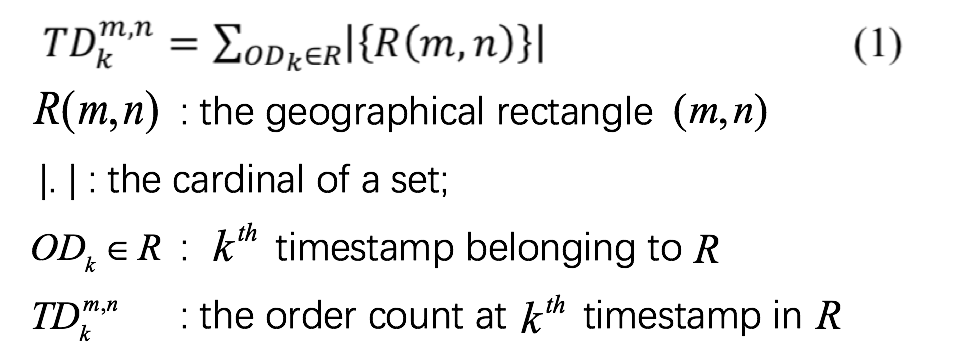 TD_k^{m,n} = ∑_{OD_k∈R}|{R(m,n)}| (1)
R(m,n) : the geographical rectangle (m,n)
|. | : the cardinal of a set;
OD_k ∈ R : k^{th} timestamp belonging to R
TD_k^{m,n} : the order count at k^{th} timestamp in R